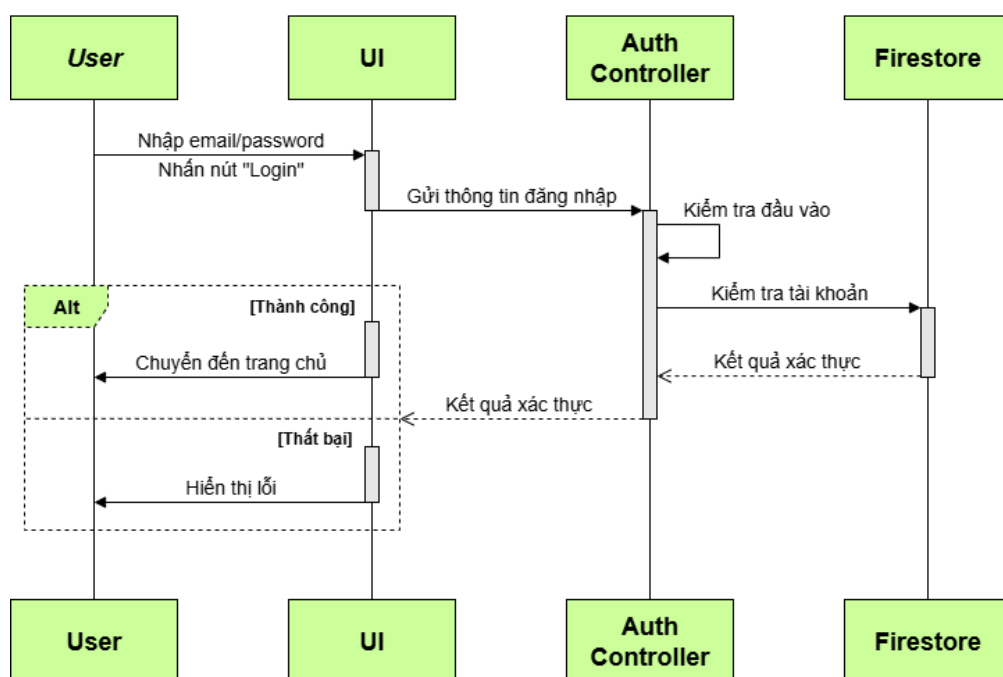 User
UI
Auth
Controller
Firestore
Nhập email/password
Nhấn nút "Login"
Gửi thông tin đăng nhập
Kiểm tra đầu vào
Alt
[Thành công]
Kiểm tra tài khoản
Chuyển đến trang chủ
Kết quả xác thực
Kết quả xác thực
[Thất bại]
Hiển thị lỗi
User
UI
Auth
Controller
Firestore